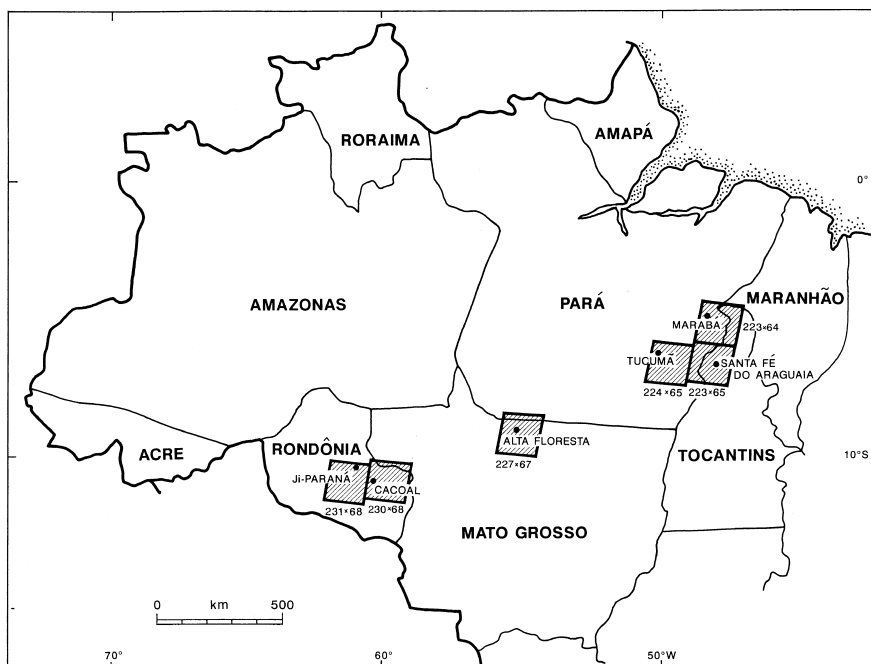 RORAIMA
AMAPÁ
0°
AMAZONAS
PARÁ
MARANHÃO
MARABÁ
223×64
TUCUMÃ
SANTA FÉ
DO ARAGUAIA
224×65
223×65
ACRE
RONDÔNIA
ALTA FLORESTA
TOCANTINS
10°S
Ji-PARANÁ
CACOAL
227×67
231×68
230×68
MATO GROSSO
0 km 500
70°
60°
50°W